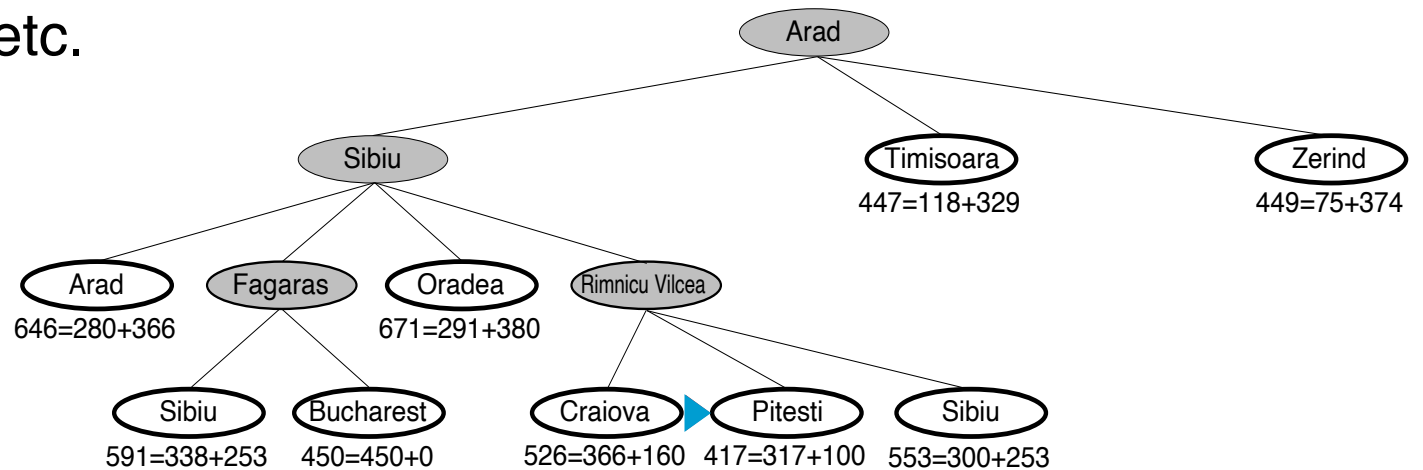 etc.
Arad
Sibiu
Timisoara
Zerind
447=118+329
449=75+374
Arad
Fagaras
Oradea
Rimnicu Vilcea
646=280+366
671=291+380
Sibiu
Bucharest
Craiova
Pitesti
Sibiu
591=338+253
450=450+0
526=366+160
417=317+100
553=300+253